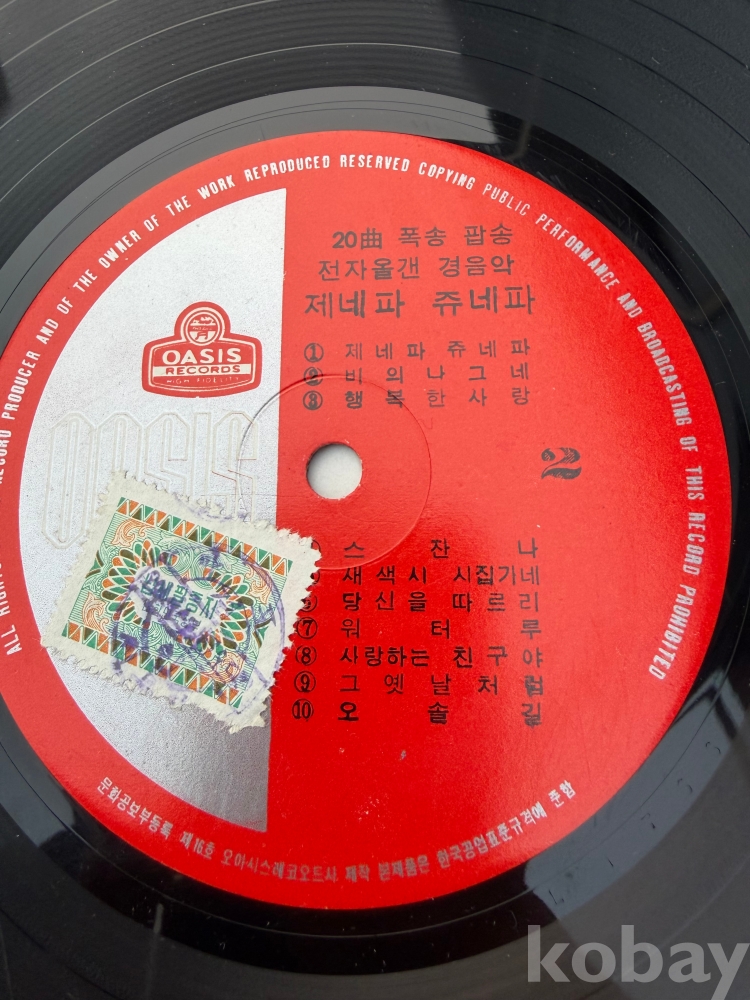 RECORD PRODUCER AND OF THE OWNER OF THE WORK REPRODUCED RESERVED COPYING PUBLIC PERFORMANCE AND BROADCASTING OF THIS RECORD PROHIBITED
ALL RIGHTS
20曲 폭송 팝송
전자올갠 경음악
제네파 쥬네파
OASIS
RECORDS
HIGH FIDELITY
OASIS
① 제네파 쥬네파
② 비의 나그네
③ 행복한 사랑
2
스잔나
새색시 시집기네
당신을 따르리
⑦ 워터루
⑧ 사랑하는 친구야
⑨ 그 옛날처럼
⑩ 오솔길
문화공보부등록 제16호 오아시스레코오드사 제작 본제품은 한국공업표준규격에 준함
kobay